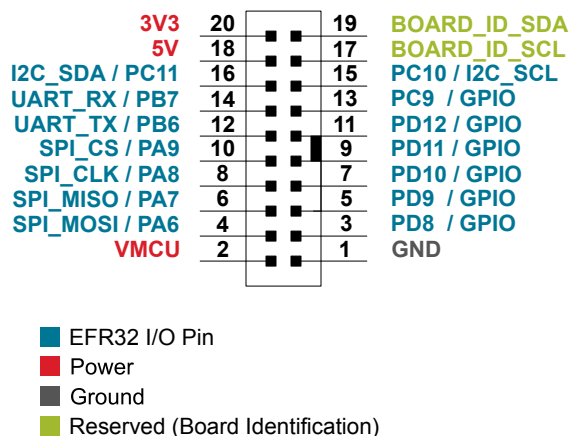 3V3 20 19 BOARD_ID_SDA
5V 18 17 BOARD_ID_SCL
I2C_SDA / PC11 16 15 PC10 / I2C_SCL
UART_RX / PB7 14 13 PC9 / GPIO
UART_TX / PB6 12 11 PD12 / GPIO
SPI_CS / PA9 10 9 PD11 / GPIO
SPI_CLK / PA8 8 7 PD10 / GPIO
SPI_MISO / PA7 6 5 PD9 / GPIO
SPI_MOSI / PA6 4 3 PD8 / GPIO
VMCU 2 1 GND
EFR32 I/O Pin
Power
Ground
Reserved (Board Identification)